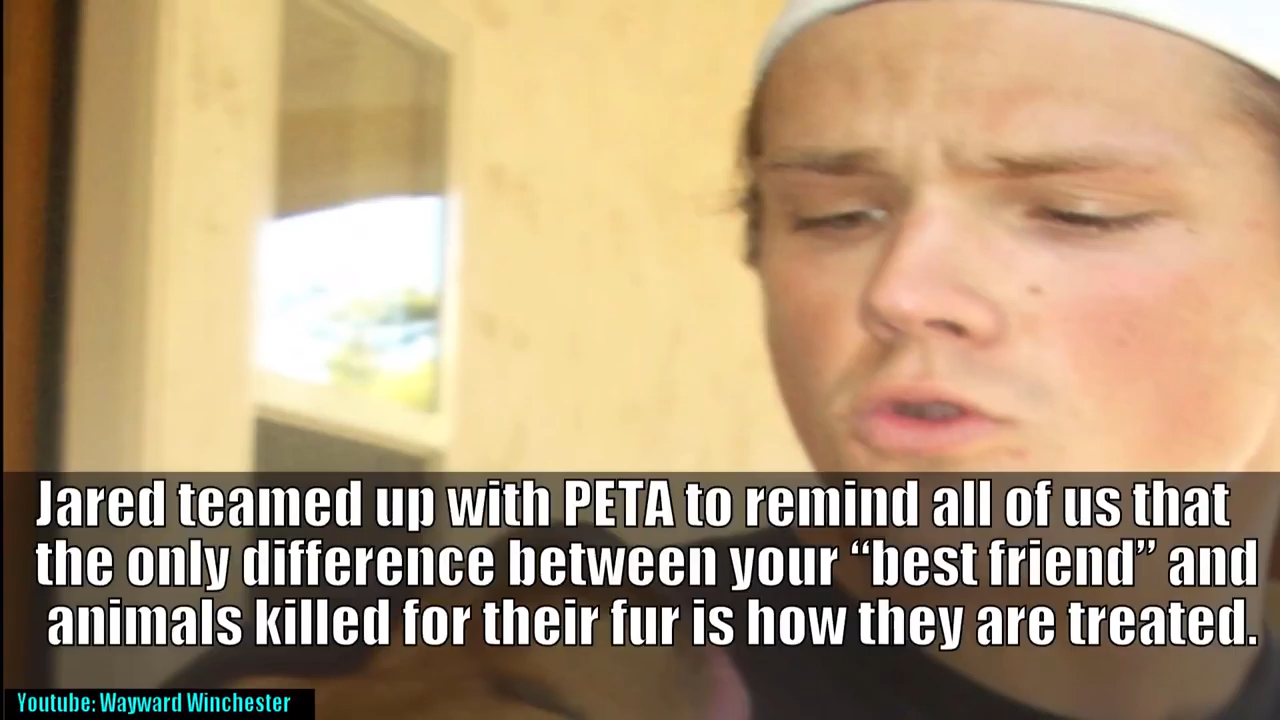 Jared teamed up with PETA to remind all of us that
the only difference between your “best friend” and
animals killed for their fur is how they are treated.
Youtube: Wayward Winchester